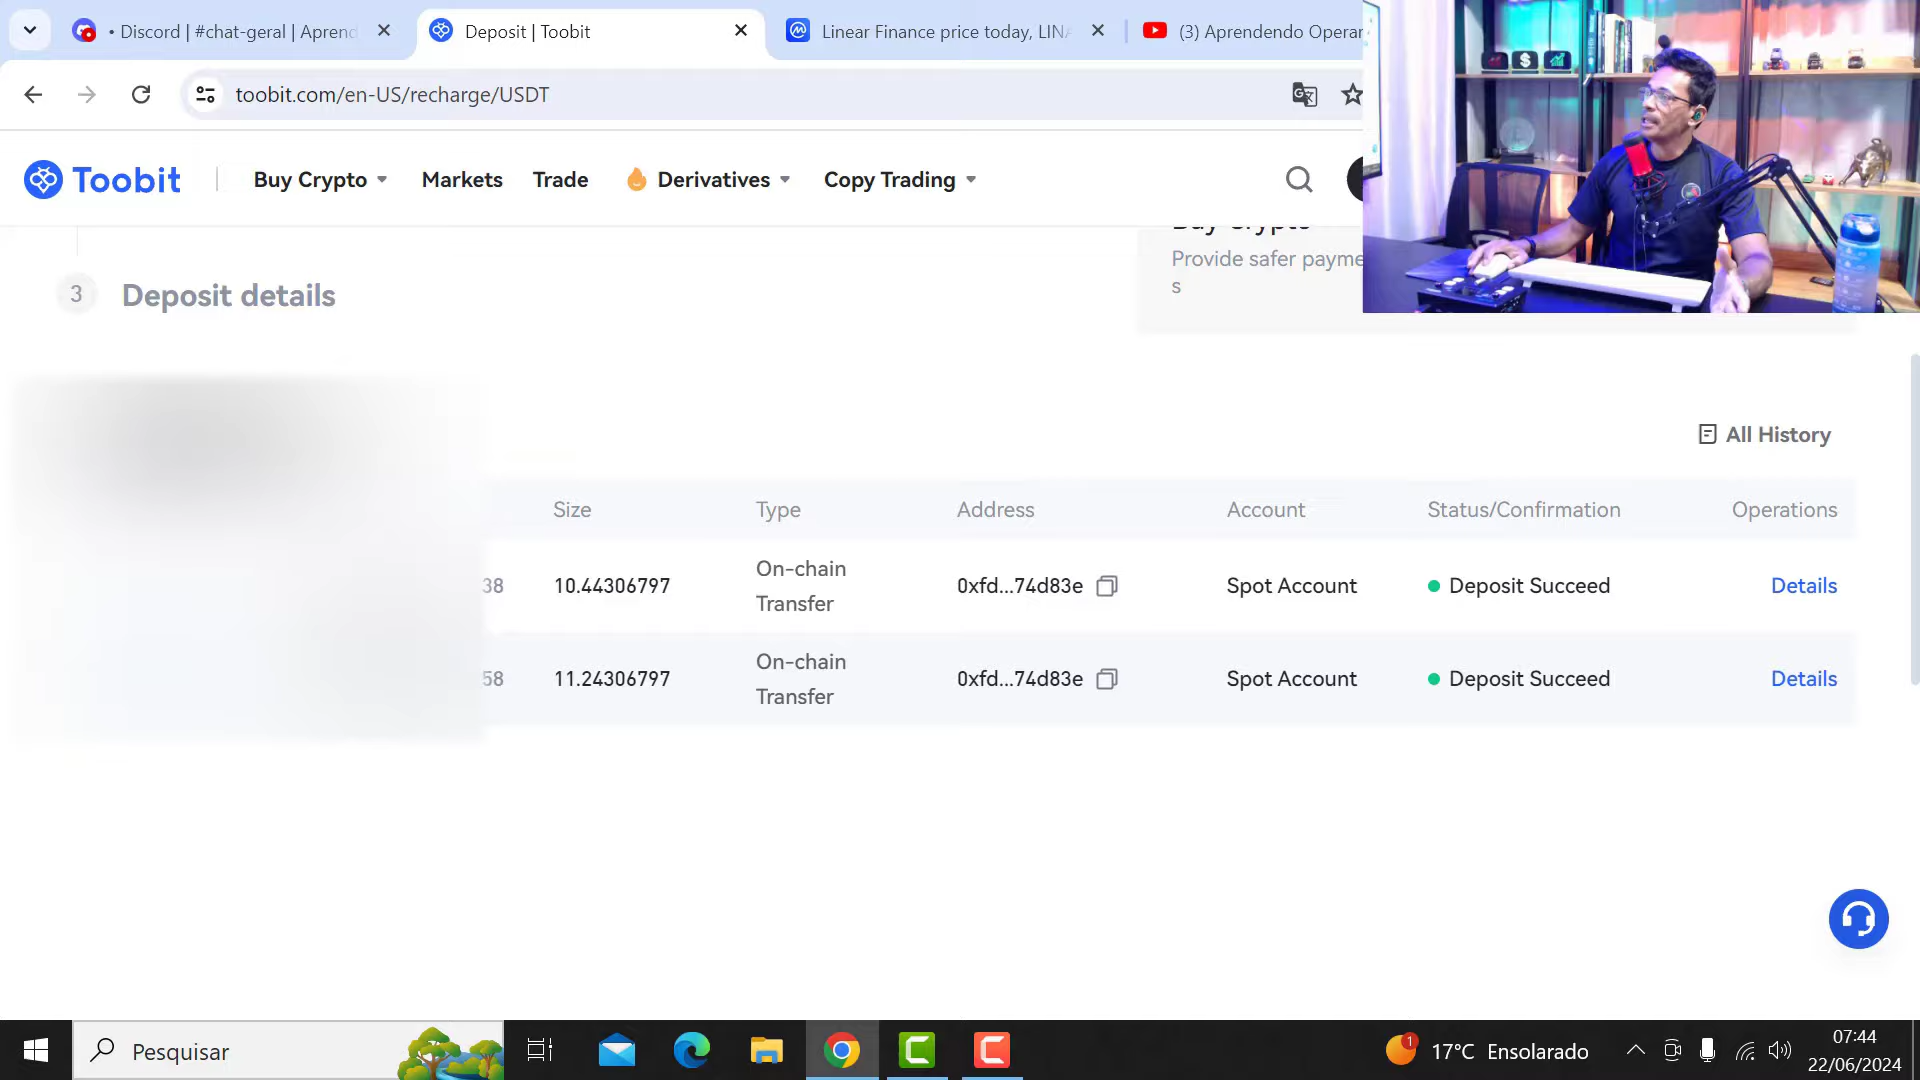 • Discord | #chat-geral | Aprend
Deposit | Toobit
Linear Finance price today, LINA
(3) Aprendendo Operar
toobit.com/en-US/recharge/USDT
Toobit
Buy Crypto
Markets
Trade
Derivatives
Copy Trading
Buy Crypto
Provide safer payme
s
3
Deposit details
All History
Size
Type
Address
Account
Status/Confirmation
Operations
38
10.44306797
On-chain
Transfer
0xfd...74d83e
Spot Account
Deposit Succeed
Details
58
11.24306797
On-chain
Transfer
0xfd...74d83e
Spot Account
Deposit Succeed
Details
Pesquisar
1
17°C Ensolarado
07:44
22/06/2024